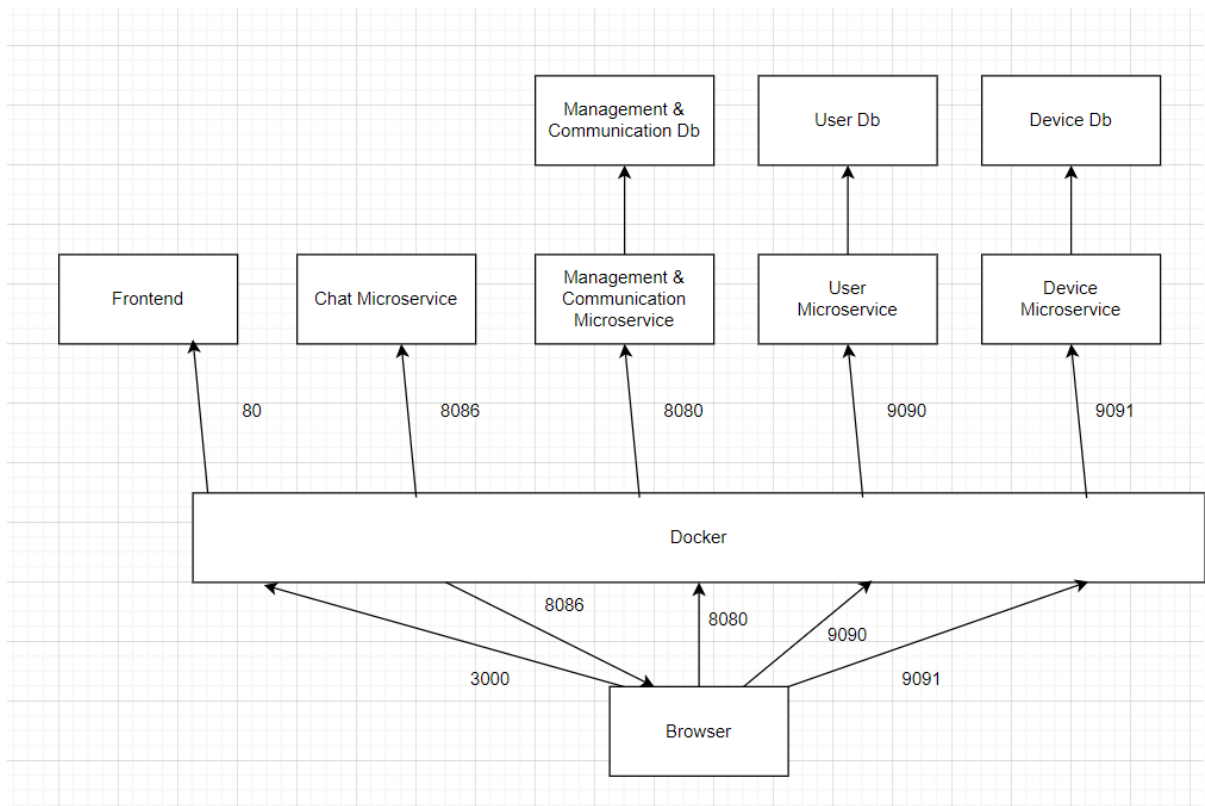 Management &
Communication Db
User Db
Device Db
Frontend
Chat Microservice
Management &
Communication
Microservice
User
Microservice
Device
Microservice
80
8086
8080
9090
9091
Docker
8086
8080
9090
3000
9091
Browser